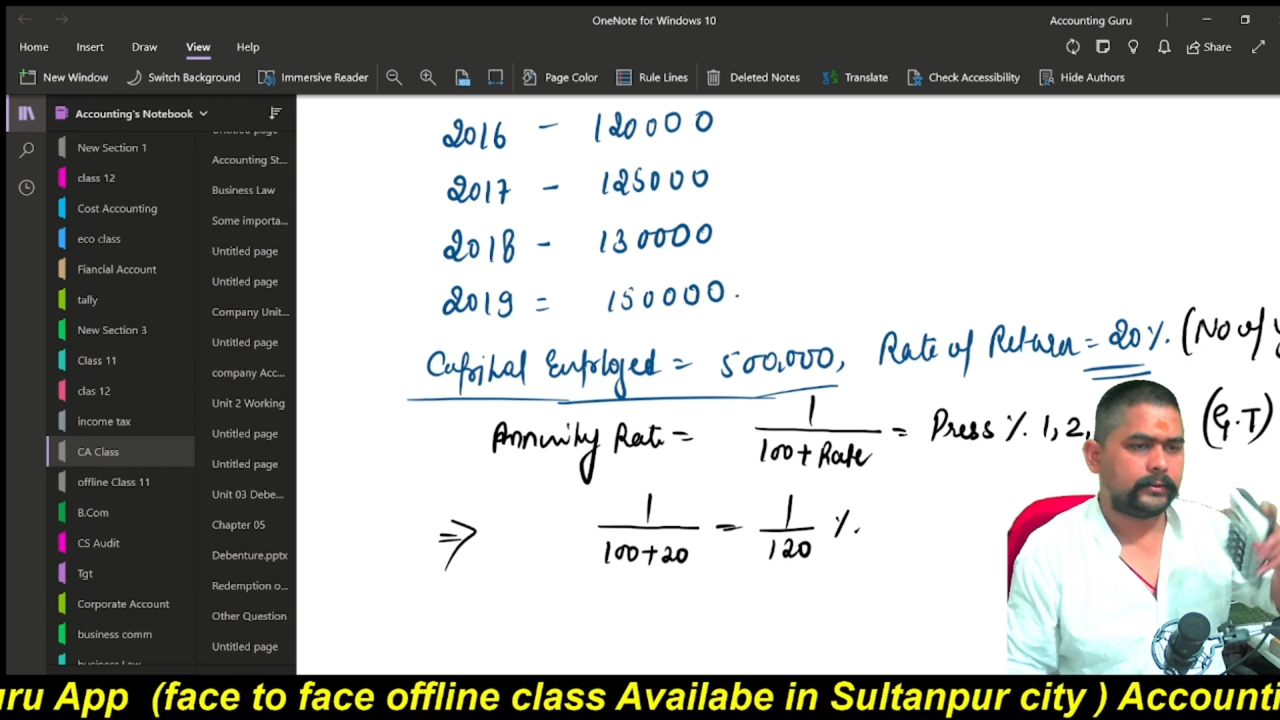 OneNote for Windows 10
Accounting Guru
Home Insert Draw View Help
Share
New Window Switch Background Immersive Reader Page Color Rule Lines Deleted Notes Translate Check Accessibility Hide Authors
Accounting's Notebook
New Section 1
class 12
Cost Accounting
eco class
Fiancial Account
tally
New Section 3
Class 11
clas 12
income tax
CA Class
offline Class 11
B.Com
CS Audit
Tgt
Corporate Account
business comm
business Law
Untitled page
Accounting St...
Business Law
Some importa...
Untitled page
Untitled page
Company Unit...
Untitled page
company Acc...
Unit 2 Working
Untitled page
Untitled page
Unit 03 Debe...
Chapter 05
Debenture.pptx
Redemption o...
Other Question
Untitled page
2016 - 120000
2017 - 125000
2018 - 130000
2019 = 150000.
Capital Employed = 500,000, Rate of Return = 20%. (No of
Annuity Rate = 1/100+Rate = Press %. 1, 2, (G.T)
⇒ 1/100+20 = 1/120 %.
uru App (face to face offline class Availabe in Sultanpur city ) Accounti